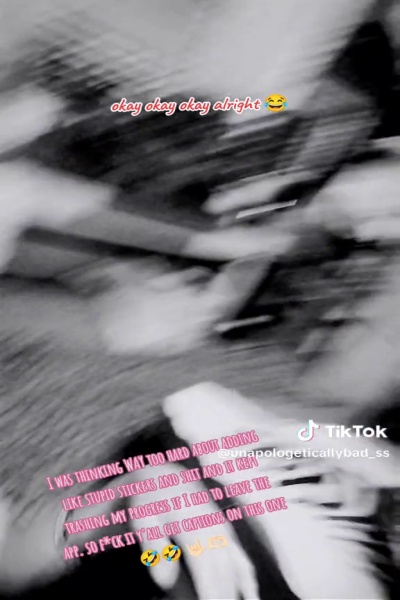 okay okay okay alright 😂
TikTok
@unapologeticallybad_ss
I was thinking WAY too hard about adding
like stupid stickers and shit and it kept
trashing my progress if I had to leave the
app. so f*ck it y'all get captions on this one
🤣🤣